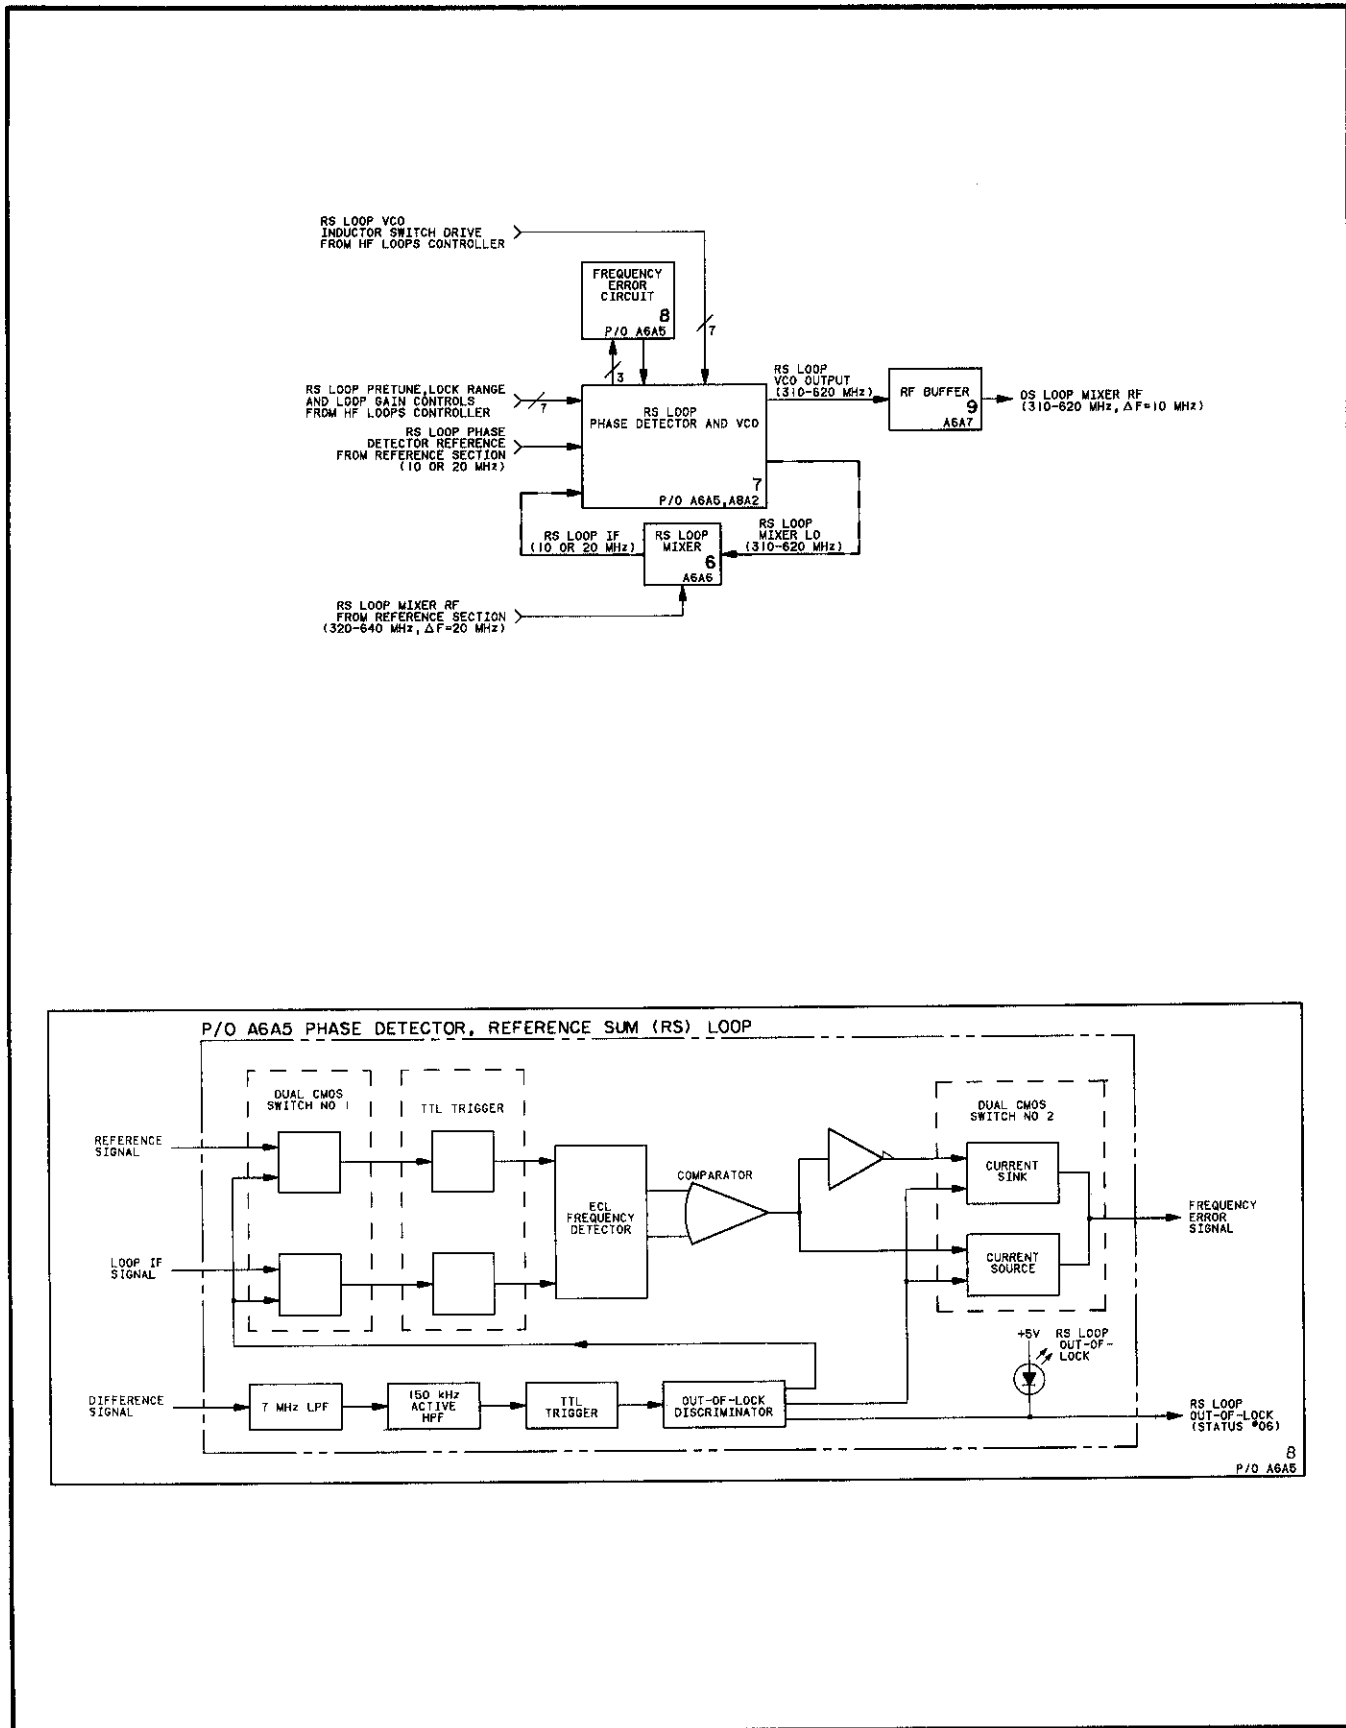 RS LOOP VCO
INDUCTOR SWITCH DRIVE
FROM HF LOOPS CONTROLLER
FREQUENCY
ERROR
CIRCUIT
8
P/O A6A5
7
3
RS LOOP PRETUNE, LOCK RANGE
AND LOOP GAIN CONTROLS
FROM HF LOOPS CONTROLLER
7
RS LOOP PHASE
DETECTOR REFERENCE
FROM REFERENCE SECTION
(10 OR 20 MHz)
RS LOOP
PHASE DETECTOR AND VCO
7
P/O A6A5, A8A2
RS LOOP
VCO OUTPUT
(310-620 MHz)
RF BUFFER
9
A6A7
OS LOOP MIXER RF
(310-620 MHz, ΔF=10 MHz)
RS LOOP IF
(10 OR 20 MHz)
RS LOOP
MIXER
6
A6A6
RS LOOP
MIXER LO
(310-620 MHz)
RS LOOP MIXER RF
FROM REFERENCE SECTION
(320-640 MHz, ΔF=20 MHz)
P/O A6A5 PHASE DETECTOR, REFERENCE SUM (RS) LOOP
DUAL CMOS
SWITCH NO 1
TTL TRIGGER
DUAL CMOS
SWITCH NO 2
REFERENCE
SIGNAL
LOOP IF
SIGNAL
ECL
FREQUENCY
DETECTOR
COMPARATOR
CURRENT
SINK
CURRENT
SOURCE
FREQUENCY
ERROR
SIGNAL
+5V
RS LOOP
OUT-OF-
LOCK
DIFFERENCE
SIGNAL
7 MHz LPF
150 kHz
ACTIVE
HPF
TTL
TRIGGER
OUT-OF-LOCK
DISCRIMINATOR
RS LOOP
OUT-OF-LOCK
(STATUS #06)
8
P/O A6A5